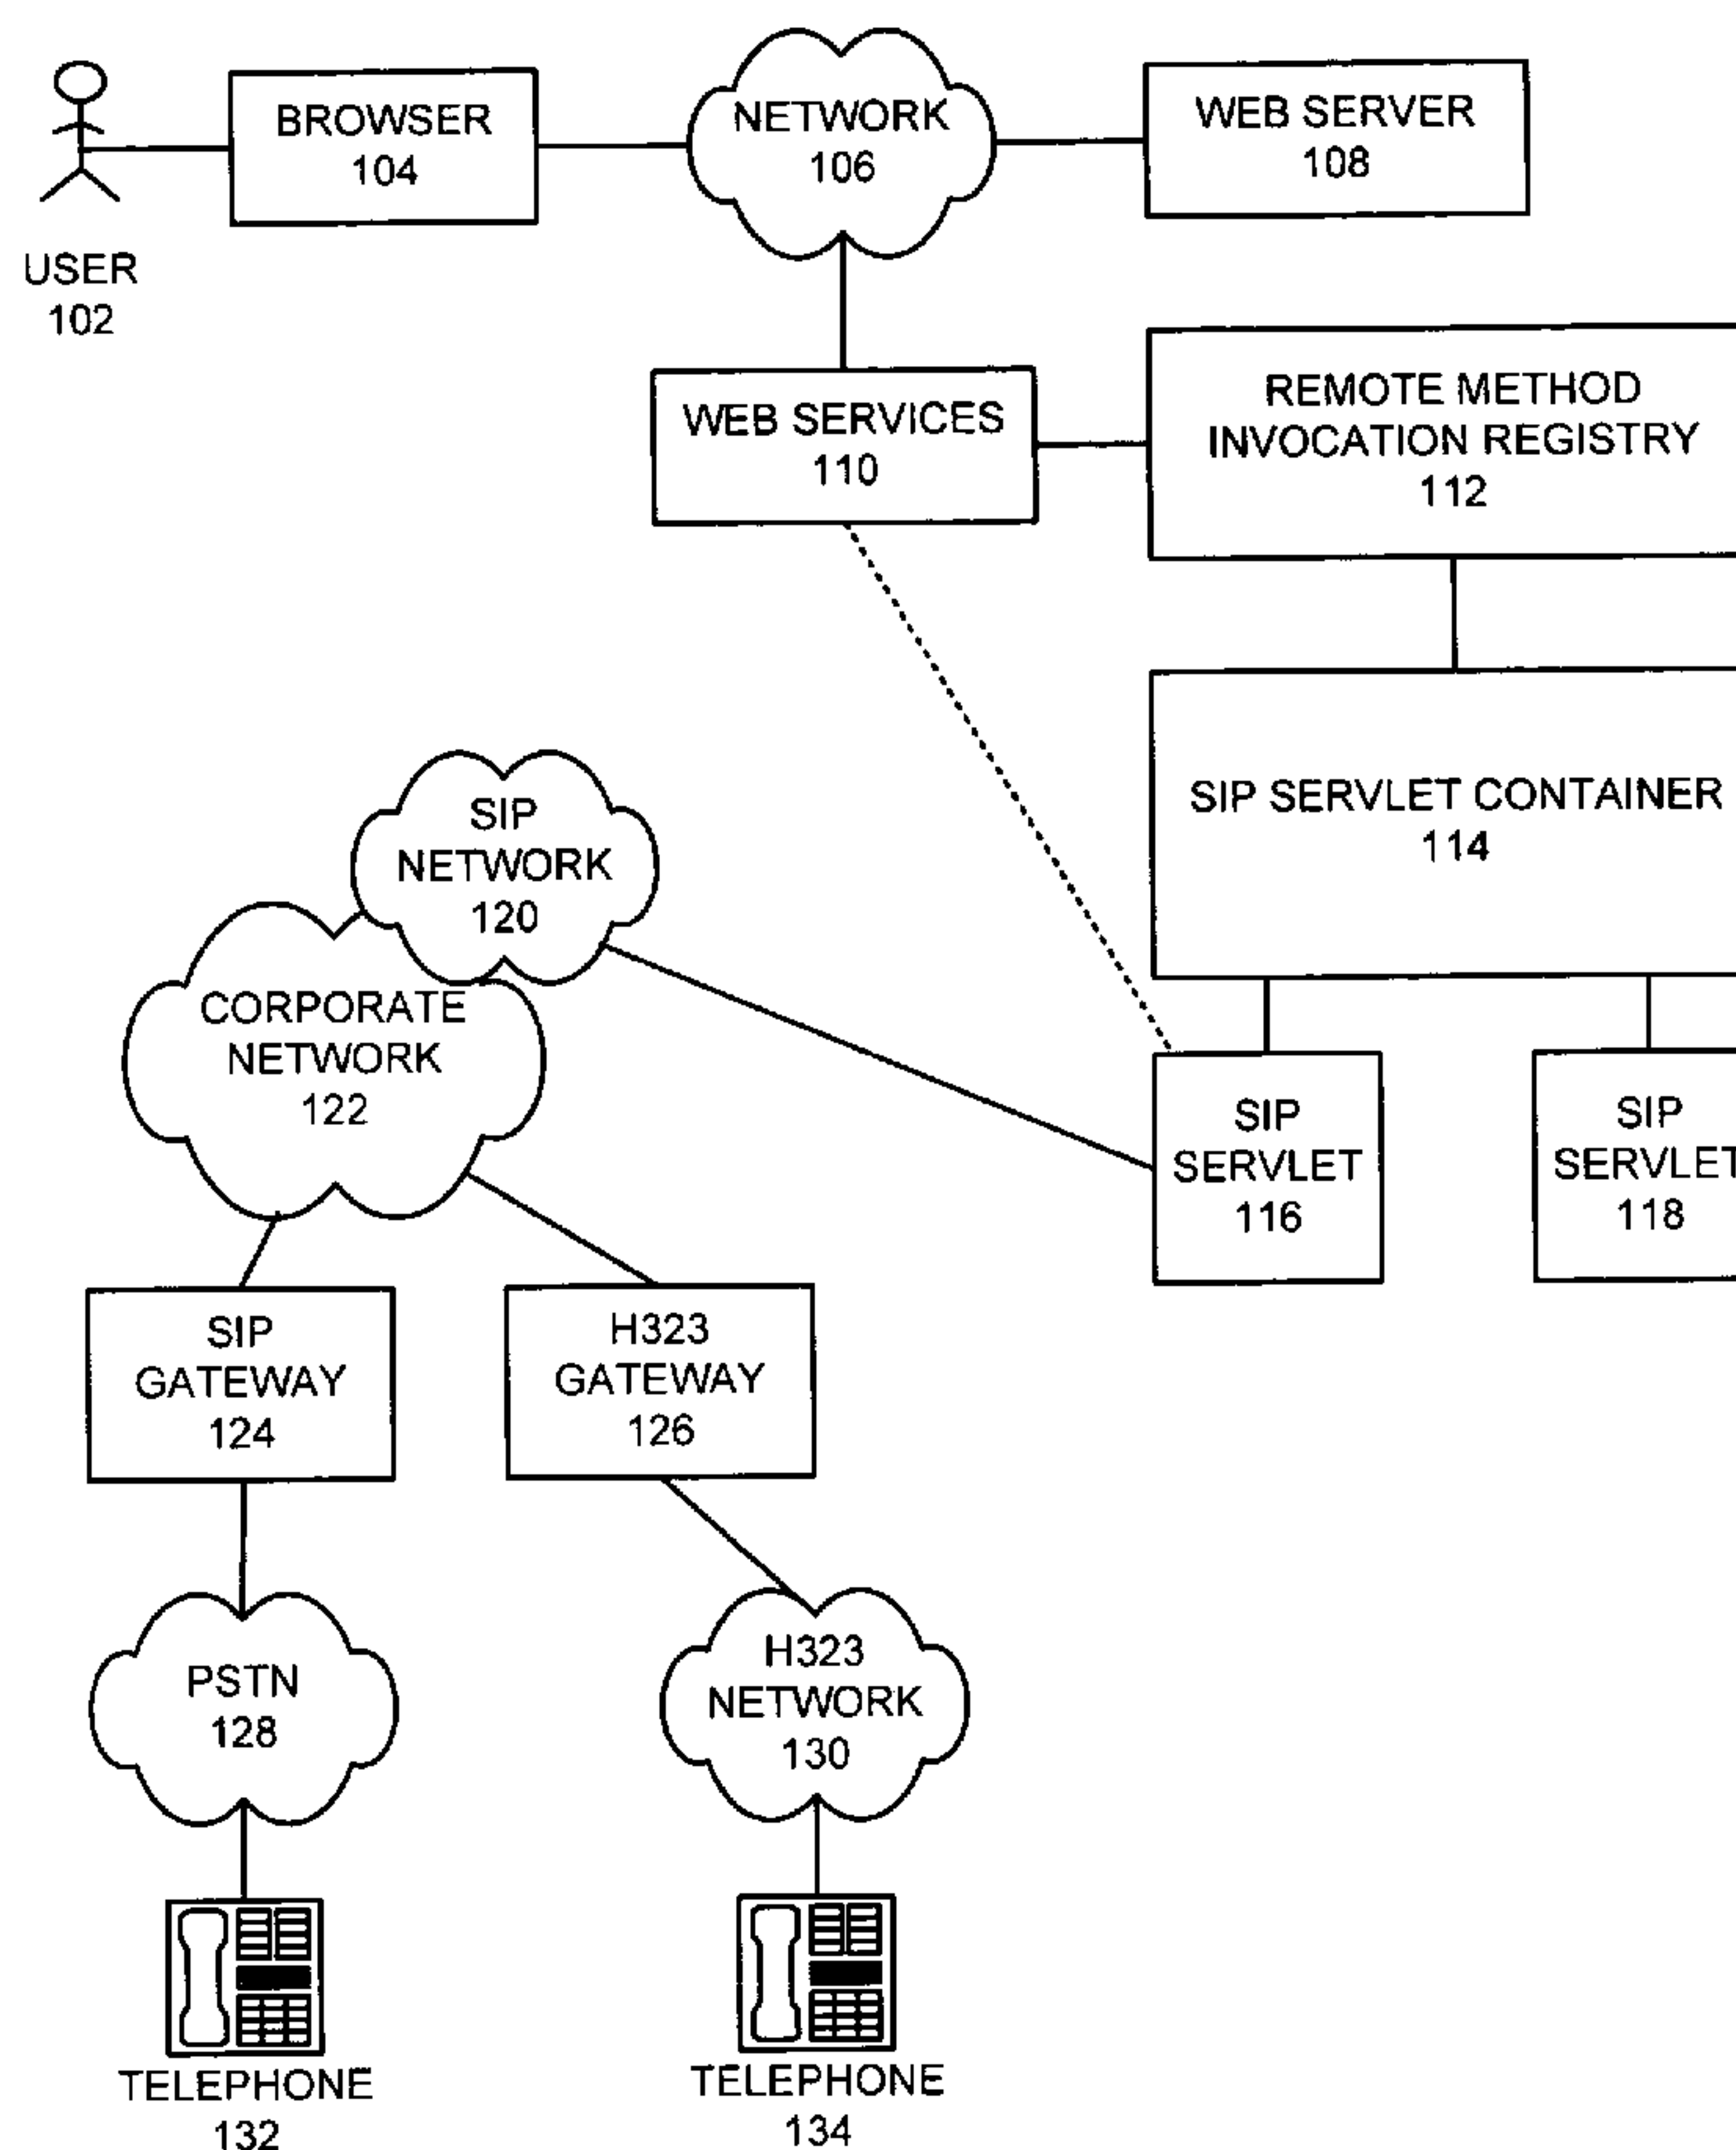 BROWSER
104
NETWORK
106
WEB SERVER
108
USER
102
WEB SERVICES
110
REMOTE METHOD
INVOCATION REGISTRY
112
SIP SERVLET CONTAINER
114
SIP
NETWORK
120
CORPORATE
NETWORK
122
SIP
SERVLET
116
SIP
SERVLET
118
SIP
GATEWAY
124
H323
GATEWAY
126
PSTN
128
H323
NETWORK
130
TELEPHONE
132
TELEPHONE
134